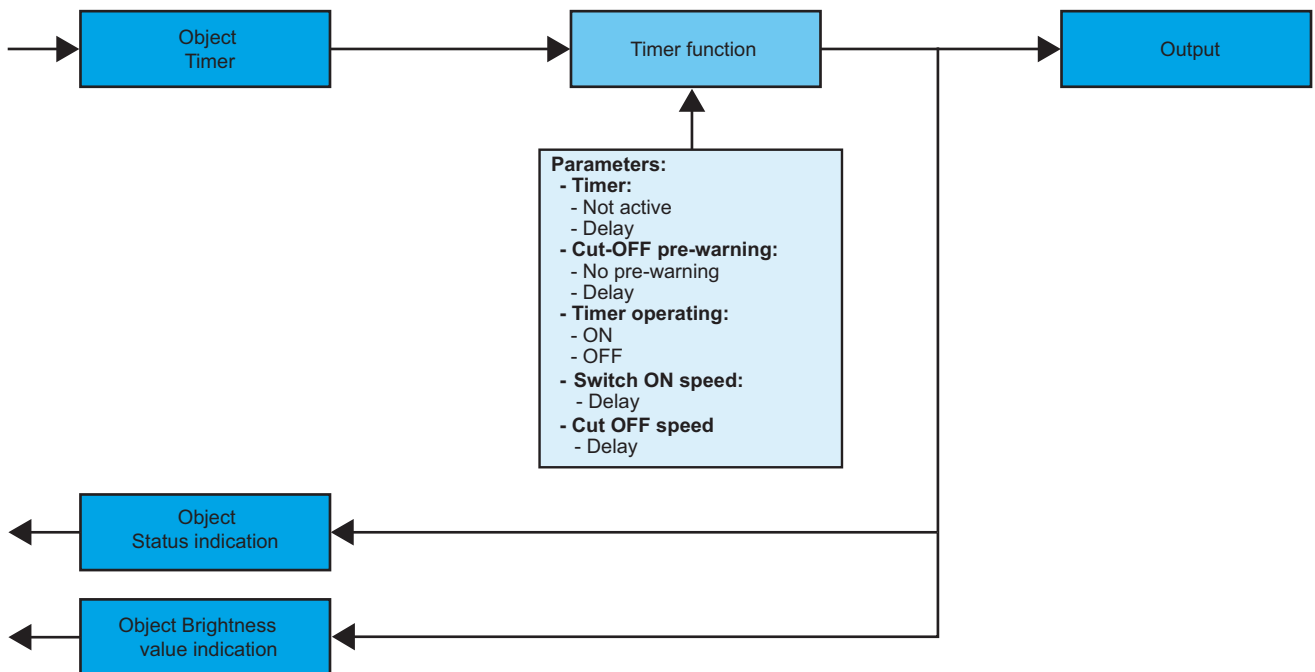 Object
Timer
Timer function
Output
Parameters:
- Timer:
- Not active
- Delay
- Cut-OFF pre-warning:
- No pre-warning
- Delay
- Timer operating:
- ON
- OFF
- Switch ON speed:
- Delay
- Cut OFF speed
- Delay
Object
Status indication
Object Brightness
value indication